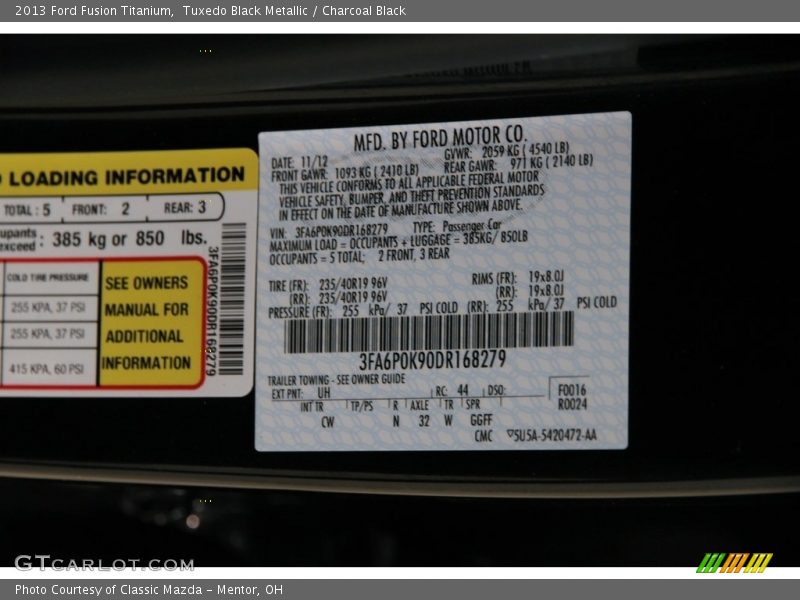 2013 Ford Fusion Titanium,  Tuxedo Black Metallic / Charcoal Black
LOADING INFORMATION
TOTAL : 5 FRONT: 2 REAR: 3
exceed : 385 kg or 850 lbs.
COLD TIRE PRESSURE
255 KPA, 37 PSI
255 KPA, 37 PSI
415 KPA, 60 PSI
SEE OWNERS
MANUAL FOR
ADDITIONAL
INFORMATION
3FA6P0K90DR168279
MFD. BY FORD MOTOR CO.
DATE: 11/12 GVWR: 2059 KG ( 4540 LB)
FRONT GAWR: 1093 KG ( 2410 LB) REAR GAWR: 971 KG ( 2140 LB)
THIS VEHICLE CONFORMS TO ALL APPLICABLE FEDERAL MOTOR
VEHICLE SAFETY, BUMPER, AND THEFT PREVENTION STANDARDS
IN EFFECT ON THE DATE OF MANUFACTURE SHOWN ABOVE.
VIN: 3FA6P0K90DR168279 TYPE: Passenger Car
MAXIMUM LOAD = OCCUPANTS + LUGGAGE = 385KG/ 850LB
OCCUPANTS = 5 TOTAL; 2 FRONT, 3 REAR
TIRE (FR): 235/40R19 96V RIMS (FR): 19x8.0J
(RR): 235/40R19 96V (RR): 19x8.0J
PRESSURE (FR): 255 kPa/ 37 PSI COLD (RR): 255 kPa/ 37 PSI COLD
3FA6P0K90DR168279
TRAILER TOWING - SEE OWNER GUIDE
EXT PNT: UH RC: 44 DSO: F0016
INT TR TP/PS R AXLE TR SPR R0024
CW N 32 W GGFF
CMC ▽5U5A-5420472-AA
GTCARLOT.COM
Photo Courtesy of Classic Mazda - Mentor, OH